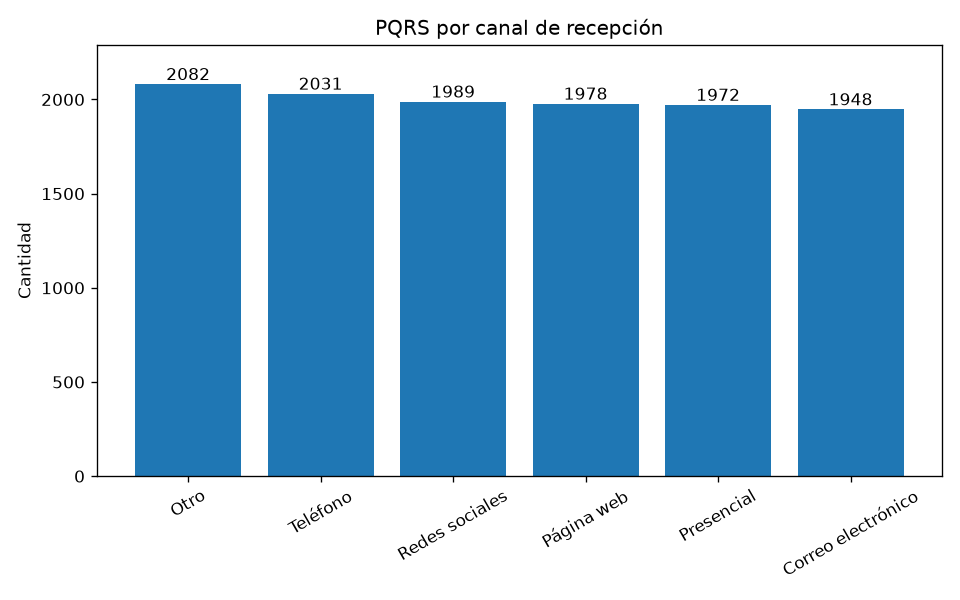 PQRS por canal de recepción
2082
2031
1989
1978
1972
1948
2000
1500
1000
500
0
Cantidad
Otro
Teléfono
Redes sociales
Página web
Presencial
Correo electrónico